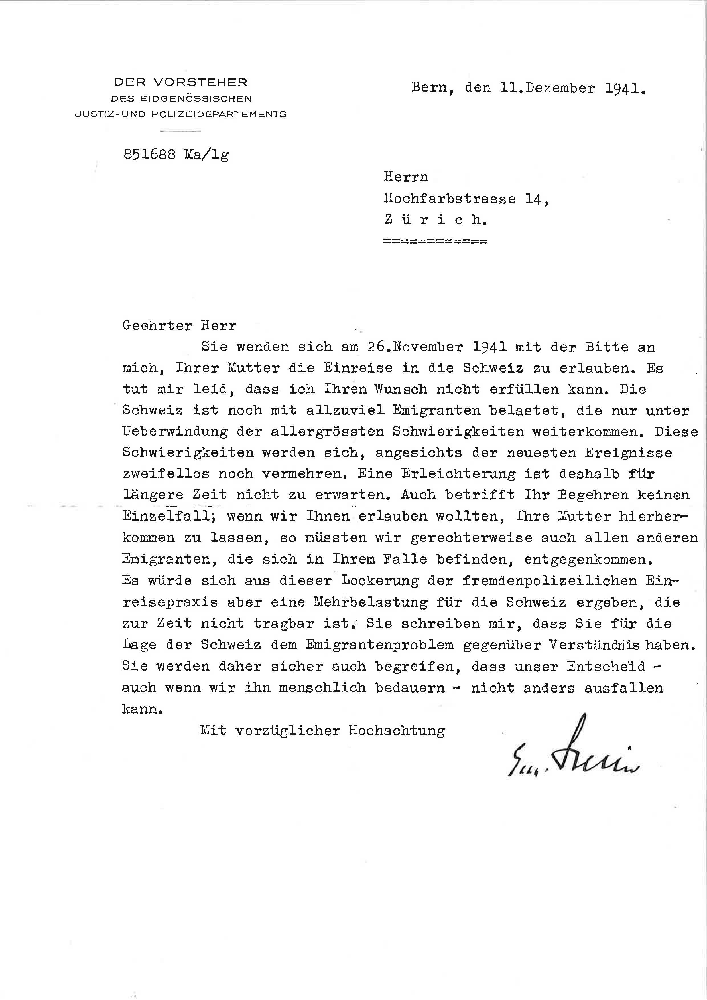 DER VORSTEHER
DES EIDGENÖSSISCHEN
JUSTIZ-UND POLIZEIDEPARTEMENTS
Bern, den 11.Dezember 1941.
851688 Ma/lg
Herrn
Hochfarbstrasse 14,
Z ü r i c h.
============
Geehrter Herr
Sie wenden sich am 26.November 1941 mit der Bitte an
mich, Ihrer Mutter die Einreise in die Schweiz zu erlauben. Es
tut mir leid, dass ich Ihren Wunsch nicht erfüllen kann. Die
Schweiz ist noch mit allzuviel Emigranten belastet, die nur unter
Ueberwindung der allergrössten Schwierigkeiten weiterkommen. Diese
Schwierigkeiten werden sich, angesichts der neuesten Ereignisse
zweifellos noch vermehren. Eine Erleichterung ist deshalb für
längere Zeit nicht zu erwarten. Auch betrifft Ihr Begehren keinen
Einzelfall; wenn wir Ihnen erlauben wollten, Ihre Mutter hierher-
kommen zu lassen, so müssten wir gerechterweise auch allen anderen
Emigranten, die sich in Ihrem Falle befinden, entgegenkommen.
Es würde sich aus dieser Lockerung der fremdenpolizeilichen Ein-
reisepraxis aber eine Mehrbelastung für die Schweiz ergeben, die
zur Zeit nicht tragbar ist. Sie schreiben mir, dass Sie für die
Lage der Schweiz dem Emigrantenproblem gegenüber Verständnis haben.
Sie werden daher sicher auch begreifen, dass unser Entscheid -
auch wenn wir ihn menschlich bedauern - nicht anders ausfallen
kann.
Mit vorzüglicher Hochachtung